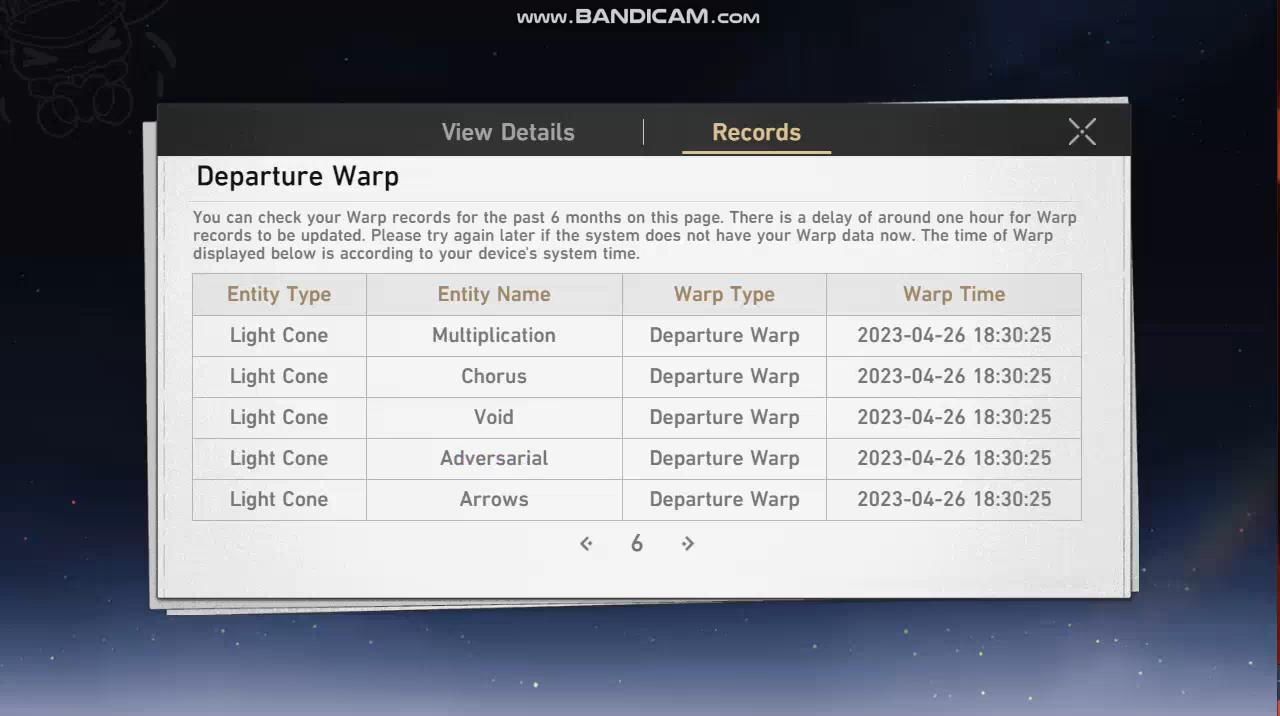 www.BANDICAM.com
View Details Records
Departure Warp
You can check your Warp records for the past 6 months on this page. There is a delay of around one hour for Warp
records to be updated. Please try again later if the system does not have your Warp data now. The time of Warp
displayed below is according to your device's system time.
Entity Type Entity Name Warp Type Warp Time
Light Cone Multiplication Departure Warp 2023-04-26 18:30:25
Light Cone Chorus Departure Warp 2023-04-26 18:30:25
Light Cone Void Departure Warp 2023-04-26 18:30:25
Light Cone Adversarial Departure Warp 2023-04-26 18:30:25
Light Cone Arrows Departure Warp 2023-04-26 18:30:25
6